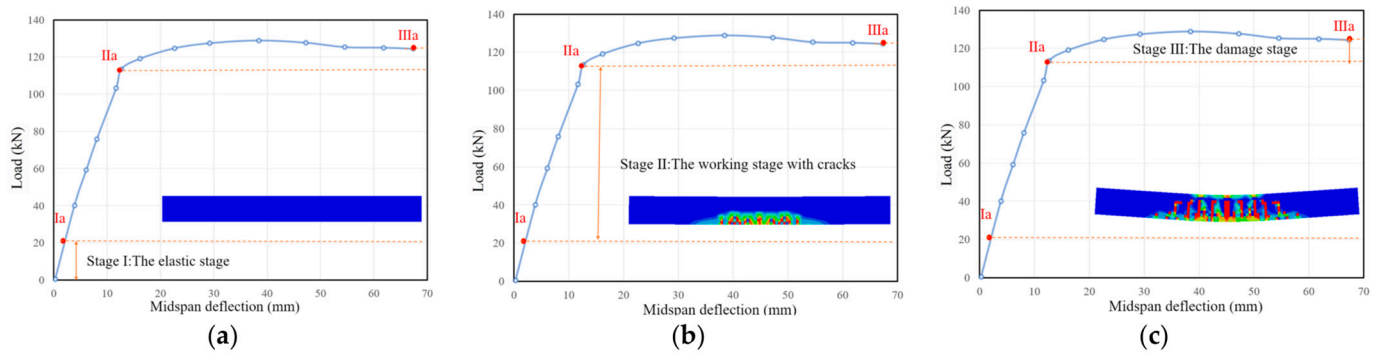 140
120
100
80
60
40
20
0
Load (kN)
IIa
IIIa
Ia
Stage I:The elastic stage
0 10 20 30 40 50 60 70
Midspan deflection (mm)
(a)
140
120
100
80
60
40
20
0
Load (kN)
IIa
IIIa
Stage II:The working stage with cracks
Ia
0 10 20 30 40 50 60 70
Midspan deflection (mm)
(b)
140
120
100
80
60
40
20
0
Load (kN)
IIa
IIIa
Stage III:The damage stage
Ia
0 10 20 30 40 50 60 70
Midspan deflection (mm)
(c)